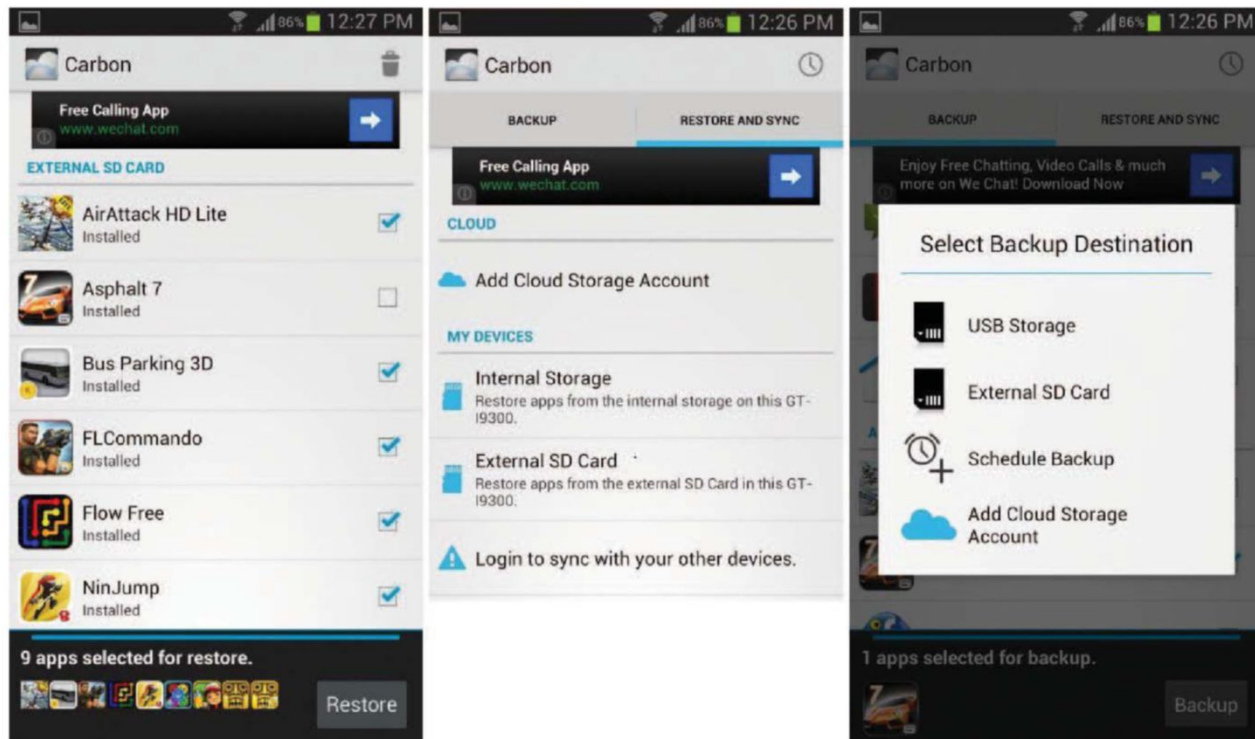 86% 12:27 PM
Carbon
Free Calling App
www.wechat.com
EXTERNAL SD CARD
AirAttack HD Lite
Installed
Asphalt 7
Installed
Bus Parking 3D
Installed
FLCommando
Installed
Flow Free
Installed
NinJump
Installed
9 apps selected for restore.
Restore
86% 12:26 PM
Carbon
BACKUP RESTORE AND SYNC
Free Calling App
www.wechat.com
CLOUD
Add Cloud Storage Account
MY DEVICES
Internal Storage
Restore apps from the internal storage on this GT-
I9300.
External SD Card
Restore apps from the external SD Card in this GT-
I9300.
Login to sync with your other devices.
86% 12:26 PM
Carbon
BACKUP RESTORE AND SYNC
Enjoy Free Chatting, Video Calls & much
more on We Chat! Download Now
Select Backup Destination
USB Storage
External SD Card
Schedule Backup
Add Cloud Storage
Account
A
7
1 apps selected for backup.
7
Backup